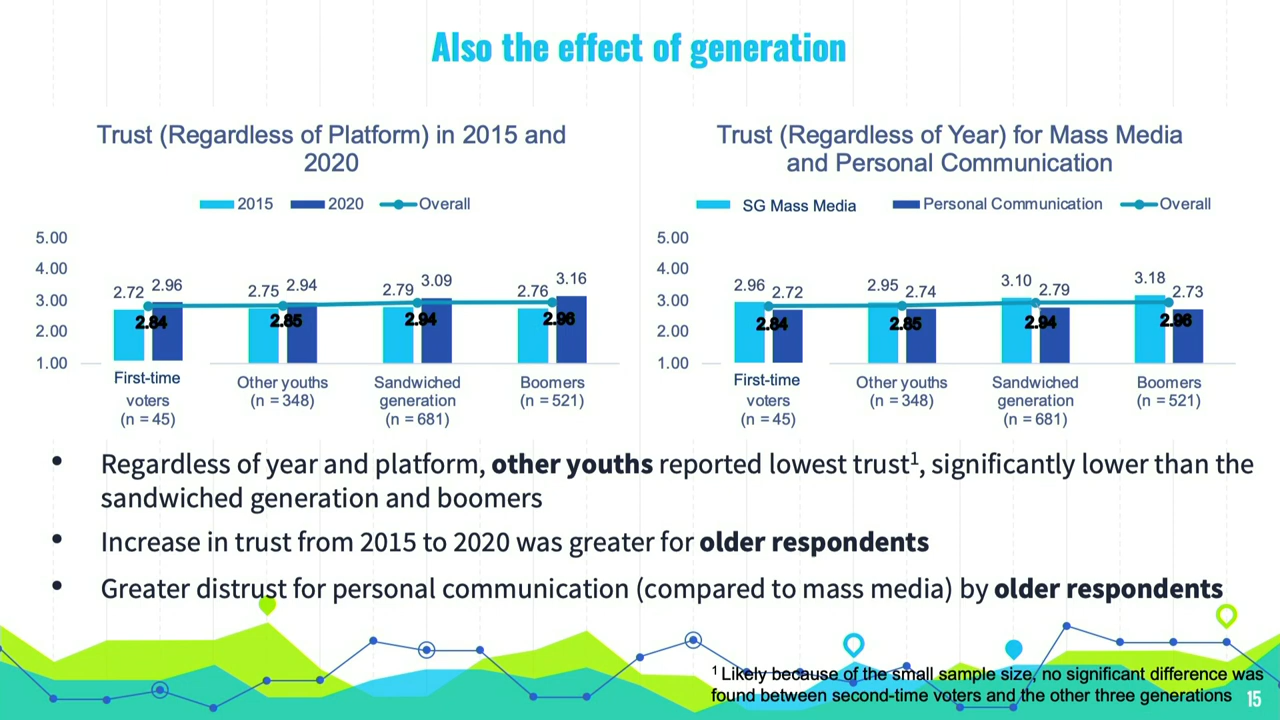 Also the effect of generation
Trust (Regardless of Platform) in 2015 and
2020
2015 2020 Overall
5.00
4.00
3.00
2.00
1.00
2.72 2.96 2.75 2.94 2.79 3.09 2.76 3.16
2.84 2.85 2.94 2.96
First-time Other youths Sandwiched Boomers
voters (n = 348) generation (n = 521)
(n = 45) (n = 681)
Trust (Regardless of Year) for Mass Media
and Personal Communication
SG Mass Media Personal Communication Overall
5.00
4.00
3.00
2.00
1.00
2.96 2.72 2.95 2.74 3.10 2.79 3.18 2.73
2.84 2.85 2.94 2.96
First-time Other youths Sandwiched Boomers
voters (n = 348) generation (n = 521)
(n = 45) (n = 681)
• Regardless of year and platform, other youths reported lowest trust¹, significantly lower than the
sandwiched generation and boomers
• Increase in trust from 2015 to 2020 was greater for older respondents
• Greater distrust for personal communication (compared to mass media) by older respondents
¹ Likely because of the small sample size, no significant difference was
found between second-time voters and the other three generations
15